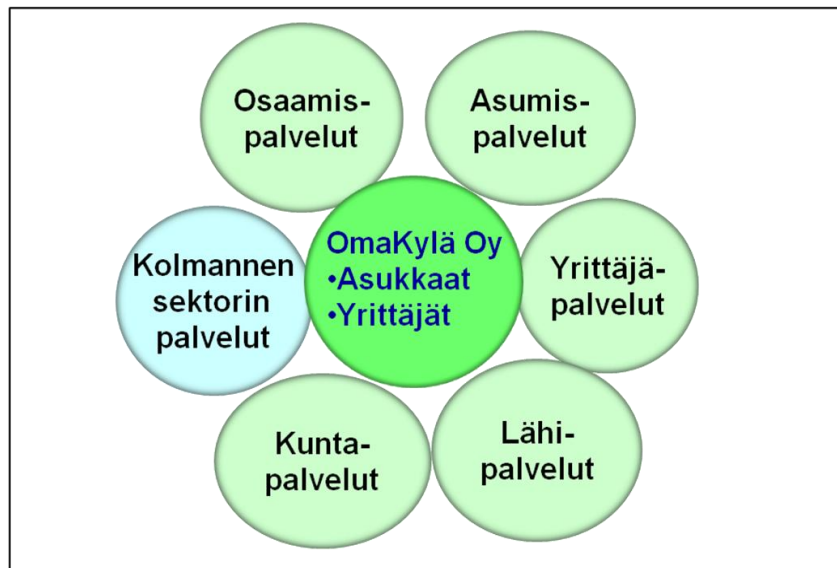 Osaamis-
palvelut
Asumis-
palvelut
OmaKylä Oy
•Asukkaat
•Yrittäjät
Kolmannen
sektorin
palvelut
Yrittäjä-
palvelut
Kunta-
palvelut
Lähi-
palvelut